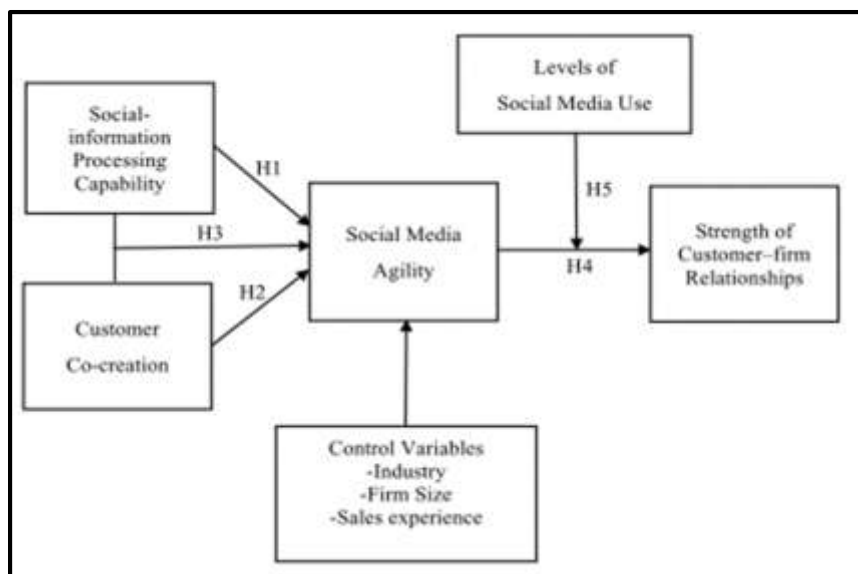 Levels of
Social Media Use
Social-
information
Processing
Capability
H1
H5
H3
Social Media
Agility
Strength of
Customer–firm
Relationships
H4
H2
Customer
Co-creation
Control Variables
-Industry
-Firm Size
-Sales experience